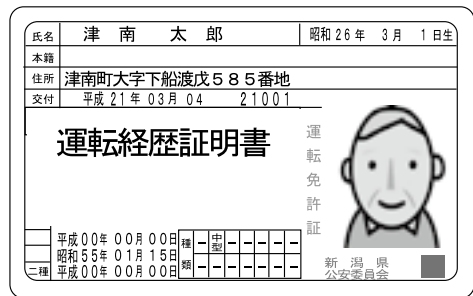 氏名 津南 太郎 昭和26年 3月 1日生
本籍
住所 津南町大字下船渡戊585番地
交付 平成21年03月04 21001
運転経歴証明書
運転免許証
平成00年 00月 00日 種 - 中型 - - - - -
昭和55年 01月 15日
二種 平成00年 00月 00日 類 - - - - - - -
新潟県
公安委員会